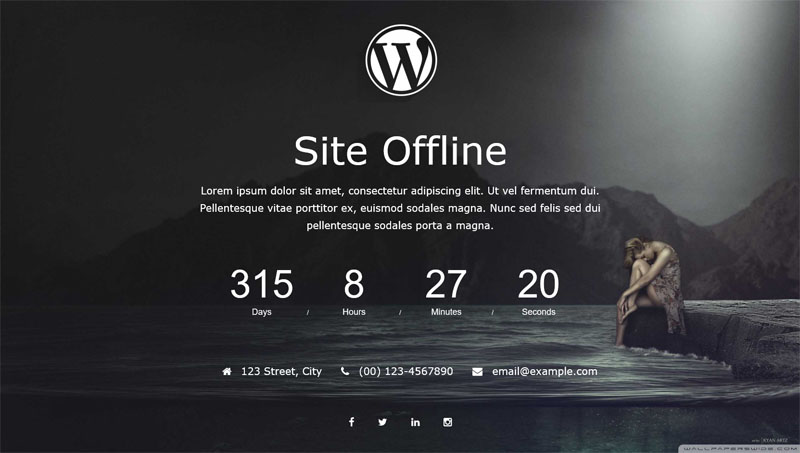 Site Offline
Lorem ipsum dolor sit amet, consectetur adipiscing elit. Ut vel fermentum dui.
Pellentesque vitae porttitor ex, euismod sodales magna. Nunc sed felis sed dui
pellentesque sodales porta a magna.
315 8 27 20
Days / Hours / Minutes / Seconds
123 Street, City (00) 123-4567890 email@example.com
WALLPAPERSWIDE.COM